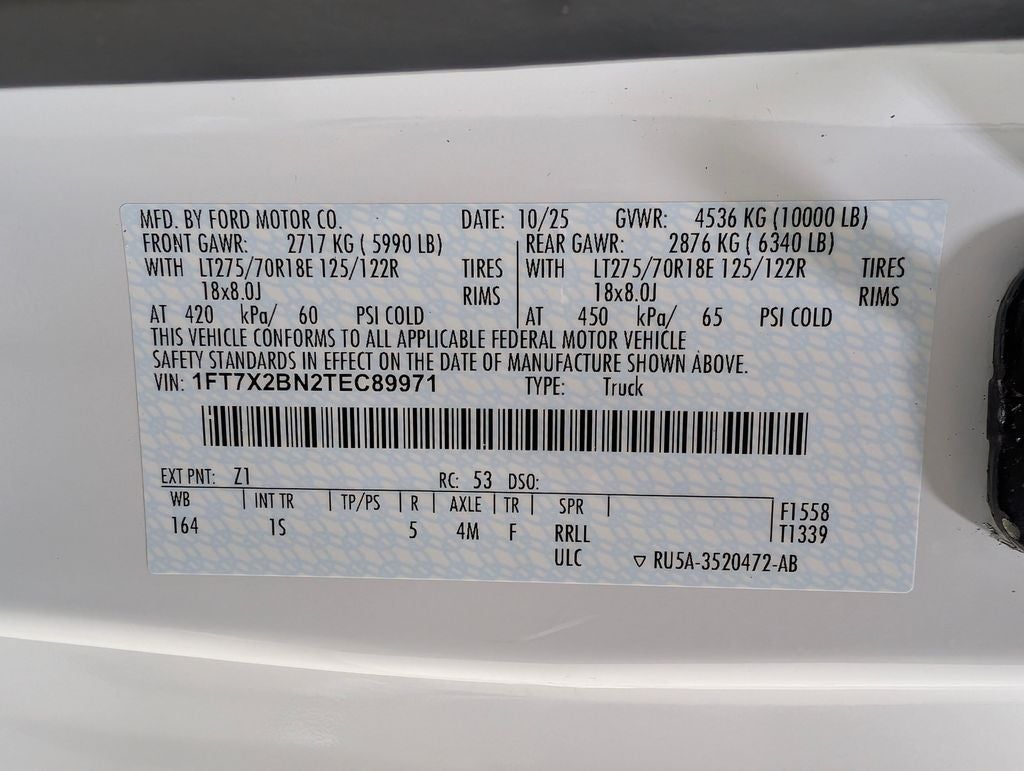 MFD. BY FORD MOTOR CO. DATE: 10/25 GVWR: 4536 KG (10000 LB)
FRONT GAWR: 2717 KG ( 5990 LB) REAR GAWR: 2876 KG ( 6340 LB)
WITH LT275/70R18E 125/122R TIRES WITH LT275/70R18E 125/122R TIRES
18x8.0J RIMS 18x8.0J RIMS
AT 420 kPa/ 60 PSI COLD AT 450 kPa/ 65 PSI COLD
THIS VEHICLE CONFORMS TO ALL APPLICABLE FEDERAL MOTOR VEHICLE
SAFETY STANDARDS IN EFFECT ON THE DATE OF MANUFACTURE SHOWN ABOVE.
VIN: 1FT7X2BN2TEC89971 TYPE: Truck
EXT PNT: Z1 RC: 53 DSO:
WB INT TR TP/PS R AXLE TR SPR F1558
164 1S 5 4M F RRLL T1339
ULC RU5A-3520472-AB